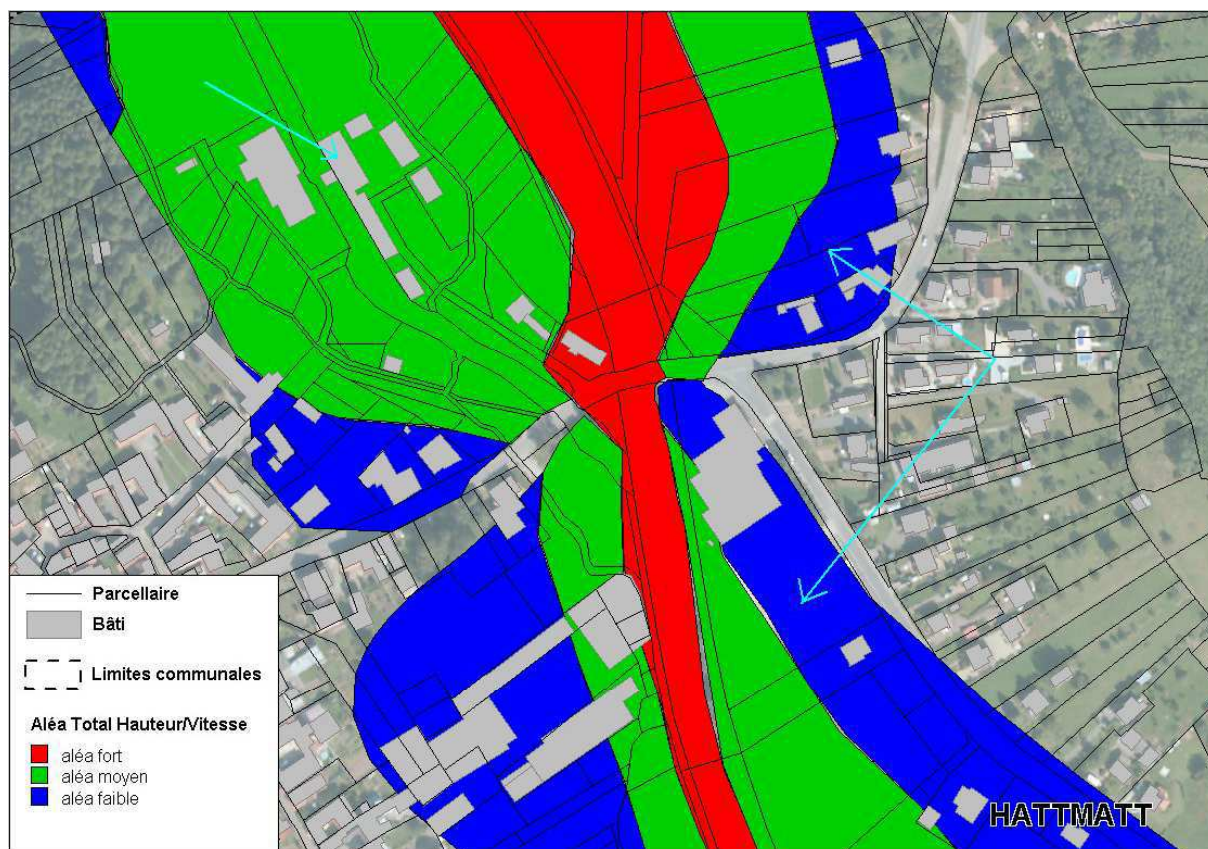 Parcellaire
Bâti
Limites communales
Aléa Total Hauteur/Vitesse
aléa fort
aléa moyen
aléa faible
HATTMATT